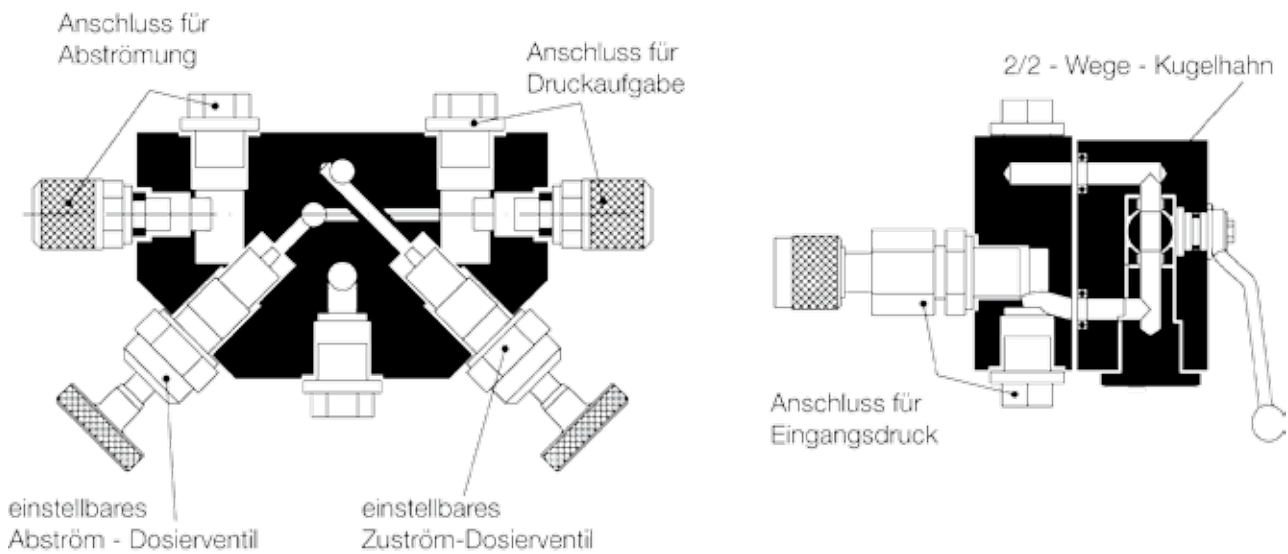 Anschluss für
Abströmung
Anschluss für
Druckaufgabe
2/2 - Wege - Kugelhahn
Anschluss für
Eingangsdruck
einstellbares
Abström - Dosierventil
einstellbares
Zuström-Dosierventil